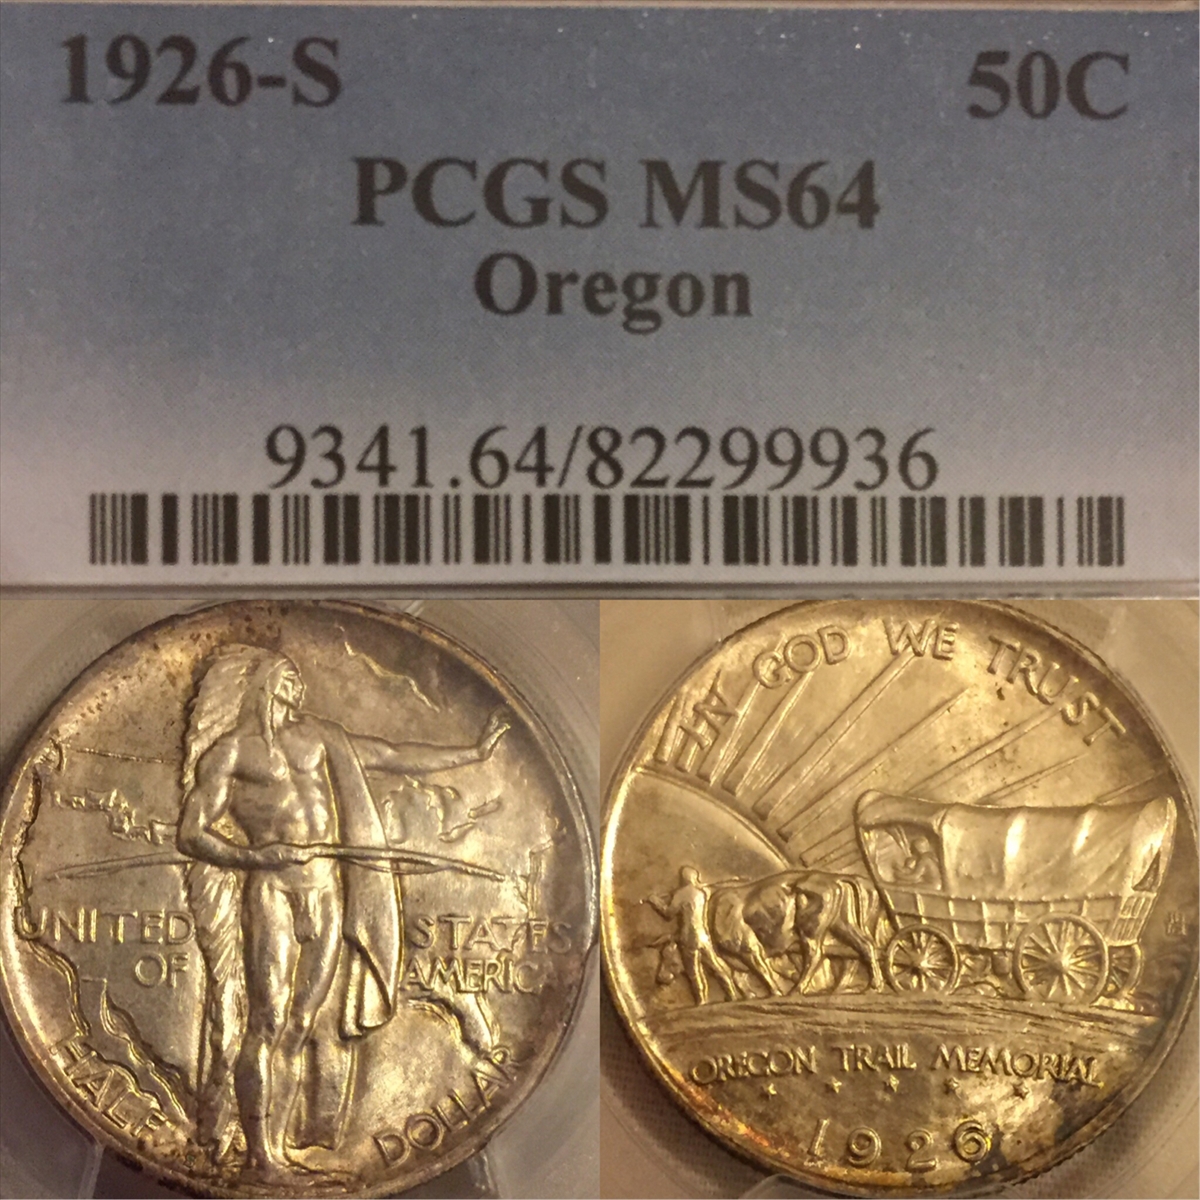 1926-S 50C
PCGS MS64
Oregon
9341.64/82299936
UNITED STATES
OF AMERICA
HALF DOLLAR
IN GOD WE TRUST
OREGON TRAIL MEMORIAL
1926